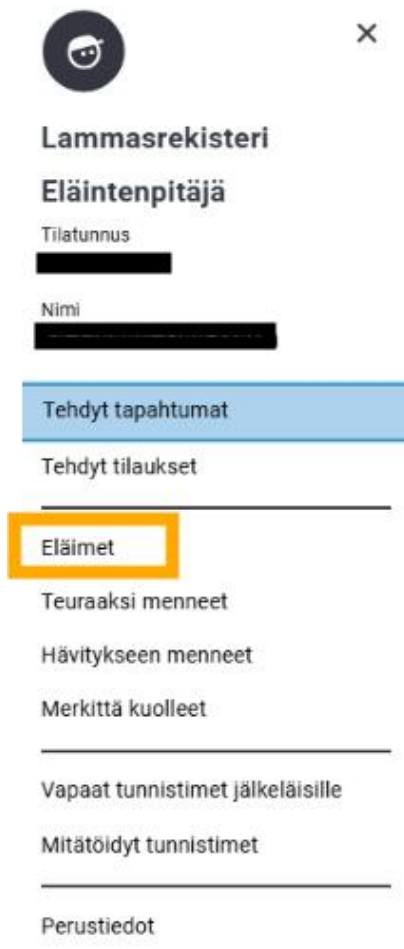 Lammasrekisteri
Eläintenpitäjä
Tilatunnus
Nimi
Tehdyt tapahtumat
Tehdyt tilaukset
Eläimet
Teuraaksi menneet
Hävitykseen menneet
Merkittä kuolleet
Vapaat tunnistimet jälkeläisille
Mitätöidyt tunnistimet
Perustiedot